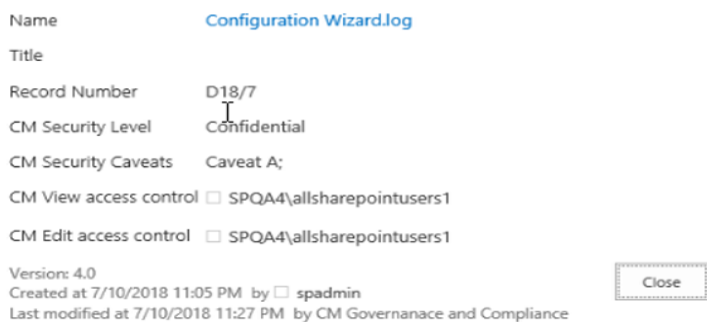 Name Configuration Wizard.log
Title
Record Number D18/7
CM Security Level Confidential
CM Security Caveats Caveat A;
CM View access control SPQA4\allsharepointusers1
CM Edit access control SPQA4\allsharepointusers1
Version: 4.0
Close
Created at 7/10/2018 11:05 PM by spadmin
Last modified at 7/10/2018 11:27 PM by CM Governanace and Compliance